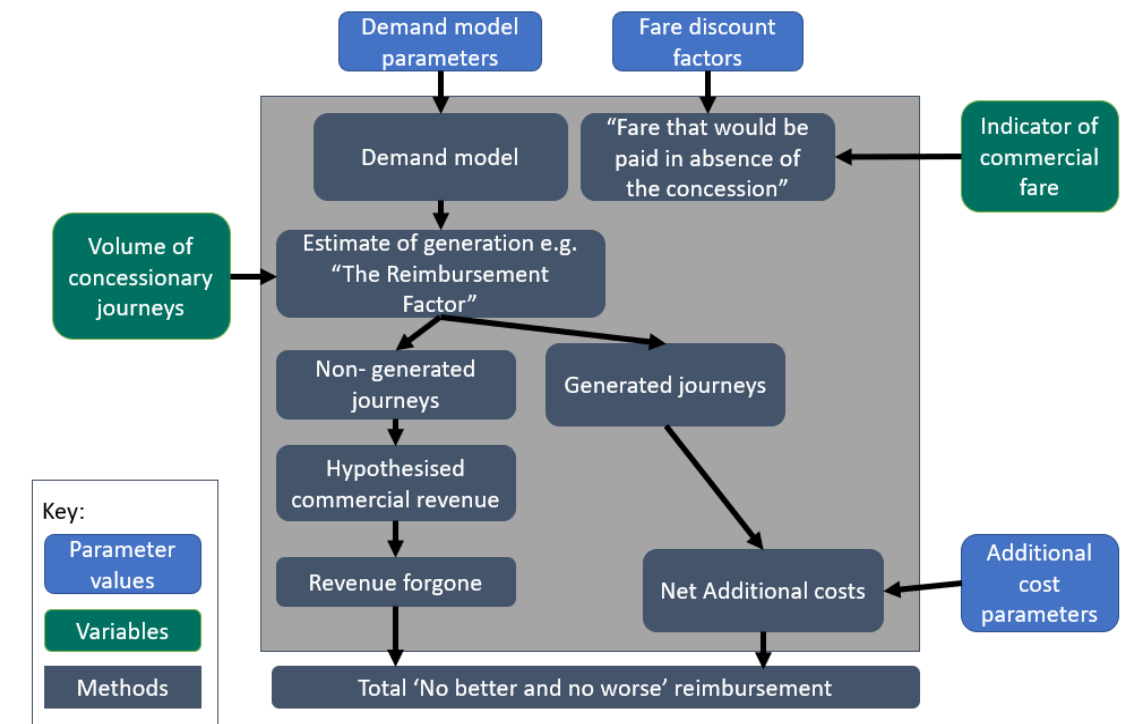 Demand model
parameters
Fare discount
factors
Demand model
“Fare that would be
paid in absence of
the concession”
Indicator of
commercial
fare
Volume of
concessionary
journeys
Estimate of generation e.g.
“The Reimbursement
Factor”
Non- generated
journeys
Generated journeys
Hypothesised
commercial revenue
Revenue forgone
Net Additional costs
Additional
cost
parameters
Total ‘No better and no worse’ reimbursement
Key:
Parameter
values
Variables
Methods